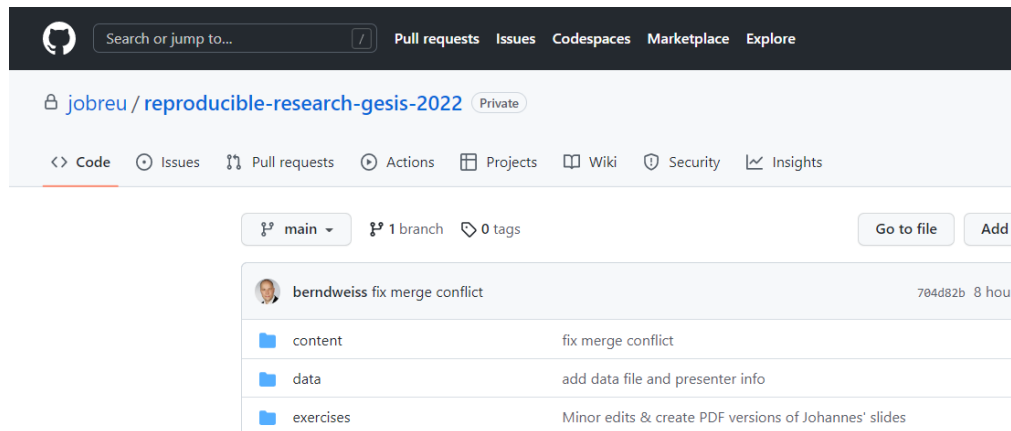 Search or jump to... / Pull requests Issues Codespaces Marketplace Explore
jobreu / reproducible-research-gesis-2022 Private
<> Code Issues Pull requests Actions Projects Wiki Security Insights
main 1 branch 0 tags Go to file Add
berndweiss fix merge conflict 704d82b 8 hou
content fix merge conflict
data add data file and presenter info
exercises Minor edits & create PDF versions of Johannes' slides